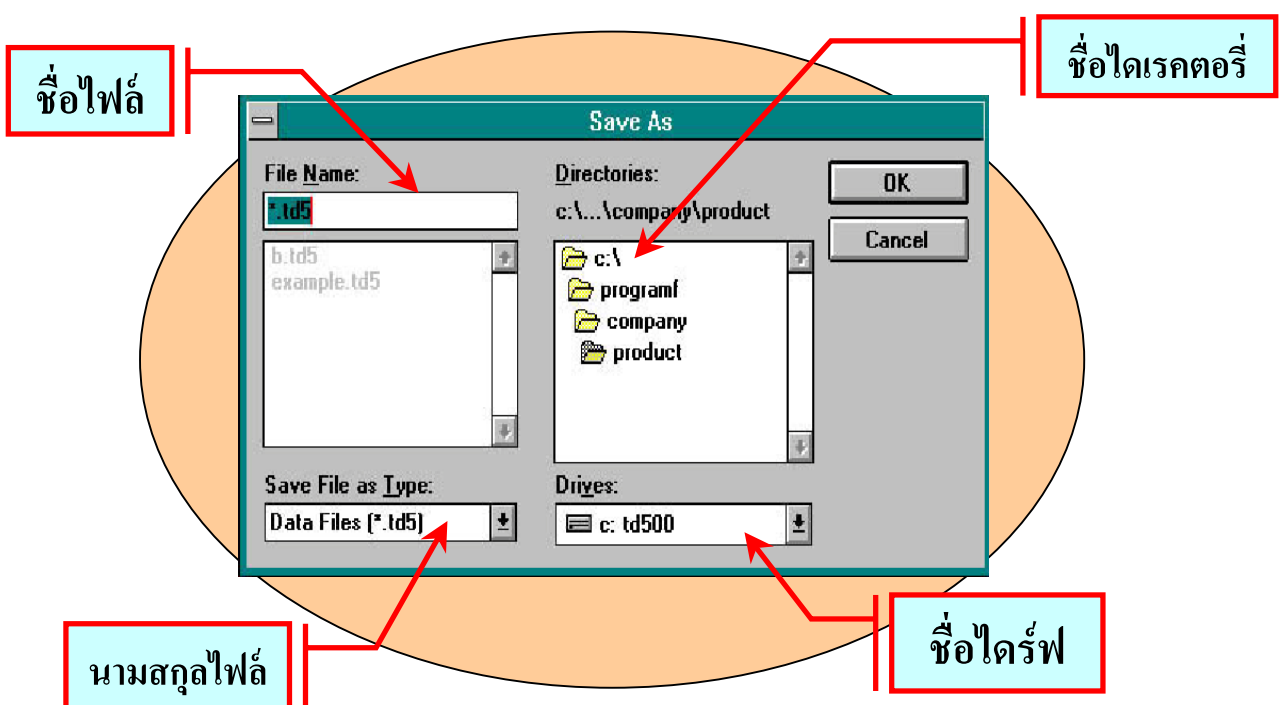 ชื่อไฟล์
ชื่อไดเรคตอรี่
Save As
File Name:
*.td5
b.td5
example.td5
Directories:
c:\...\company\product
c:\
programf
company
product
OK
Cancel
Save File as Type:
Data Files (*.td5)
Drives:
c: td500
นามสกุลไฟล์
ชื่อไดร์ฟ